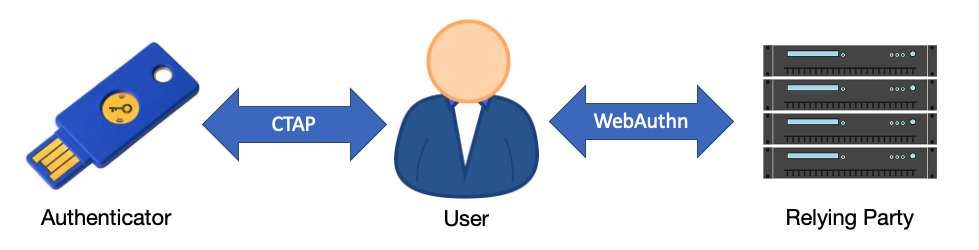 CTAP
WebAuthn
Authenticator
User
Relying Party